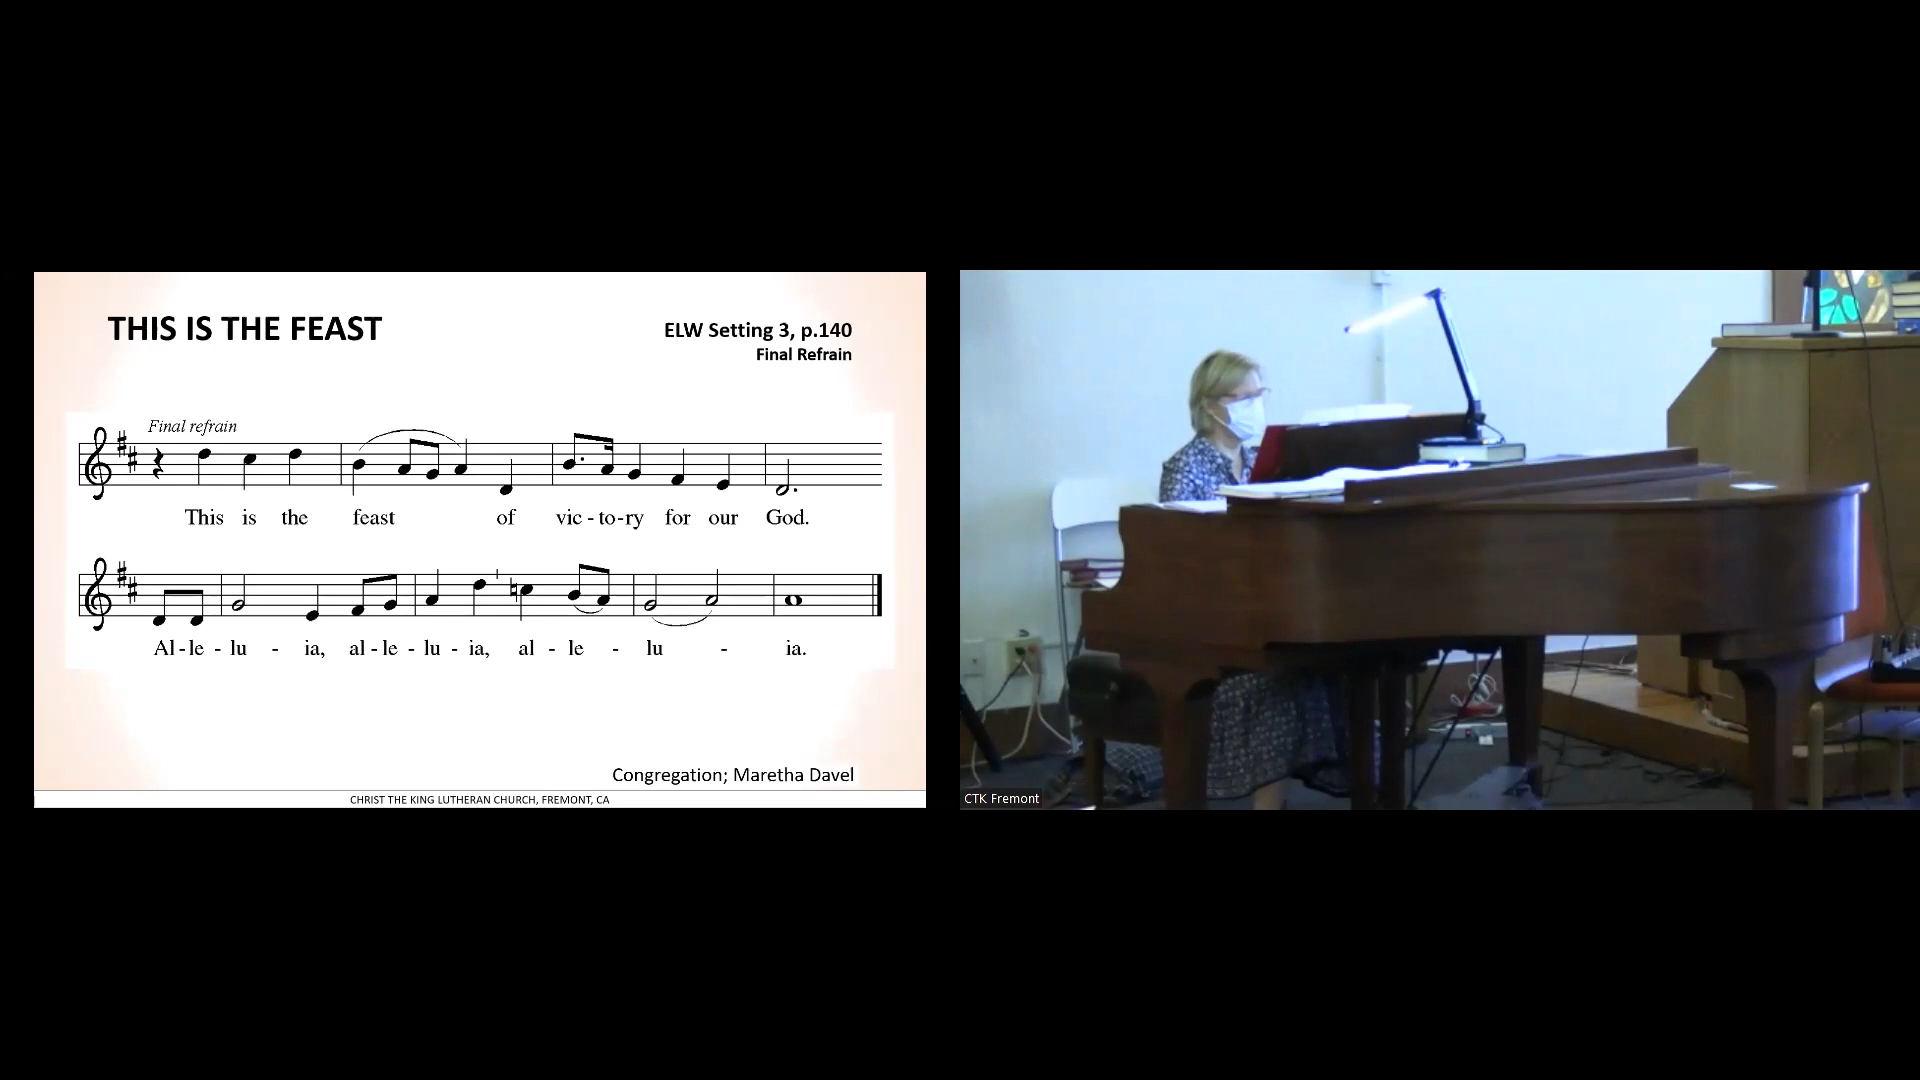 THIS IS THE FEAST
ELW Setting 3, p.140
Final Refrain
Final refrain
This is the feast of vic - to - ry for our God.
Al - le - lu - ia, al - le - lu - ia, al - le - lu - ia.
Congregation; Maretha Davel
CHRIST THE KING LUTHERAN CHURCH, FREMONT, CA
CTK Fremont